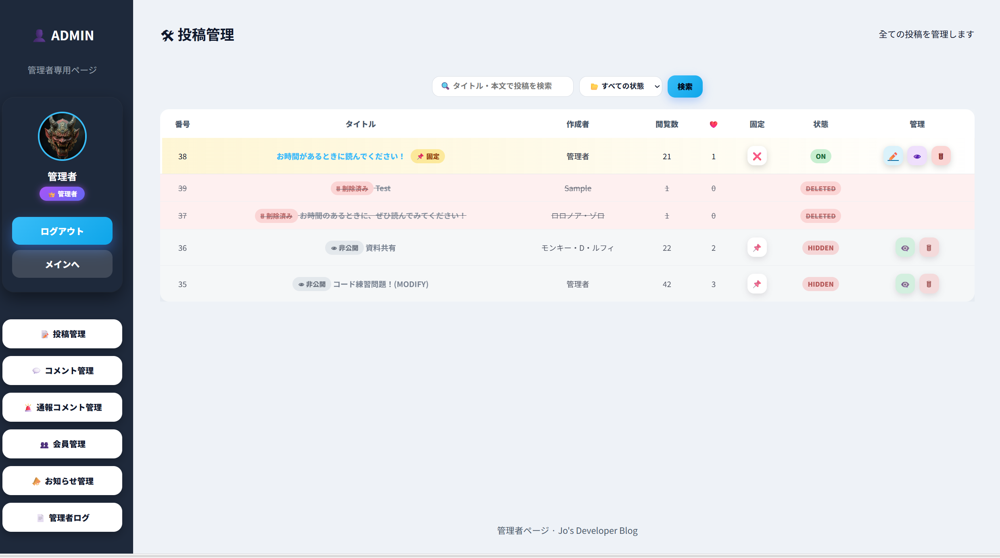 ADMIN
管理者専用ページ
管理者
管理者
ログアウト
メインへ
投稿管理
コメント管理
通報コメント管理
会員管理
お知らせ管理
管理者ログ
投稿管理
全ての投稿を管理します
タイトル・本文で投稿を検索 すべての状態 検索
番号 タイトル 作成者 閲覧数 固定 状態 管理
38 お時間があるときに読んでください！ 固定 管理者 21 1 ON
39 削除済み Test Sample 1 0 DELETED
37 削除済み お時間のあるときに、ぜひ読んでみてください！ ロロノア・ゾロ 1 0 DELETED
36 非公開 資料共有 モンキー・D・ルフィ 22 2 HIDDEN
35 非公開 コード練習問題！(MODIFY) 管理者 42 3 HIDDEN
管理者ページ · Jo's Developer Blog